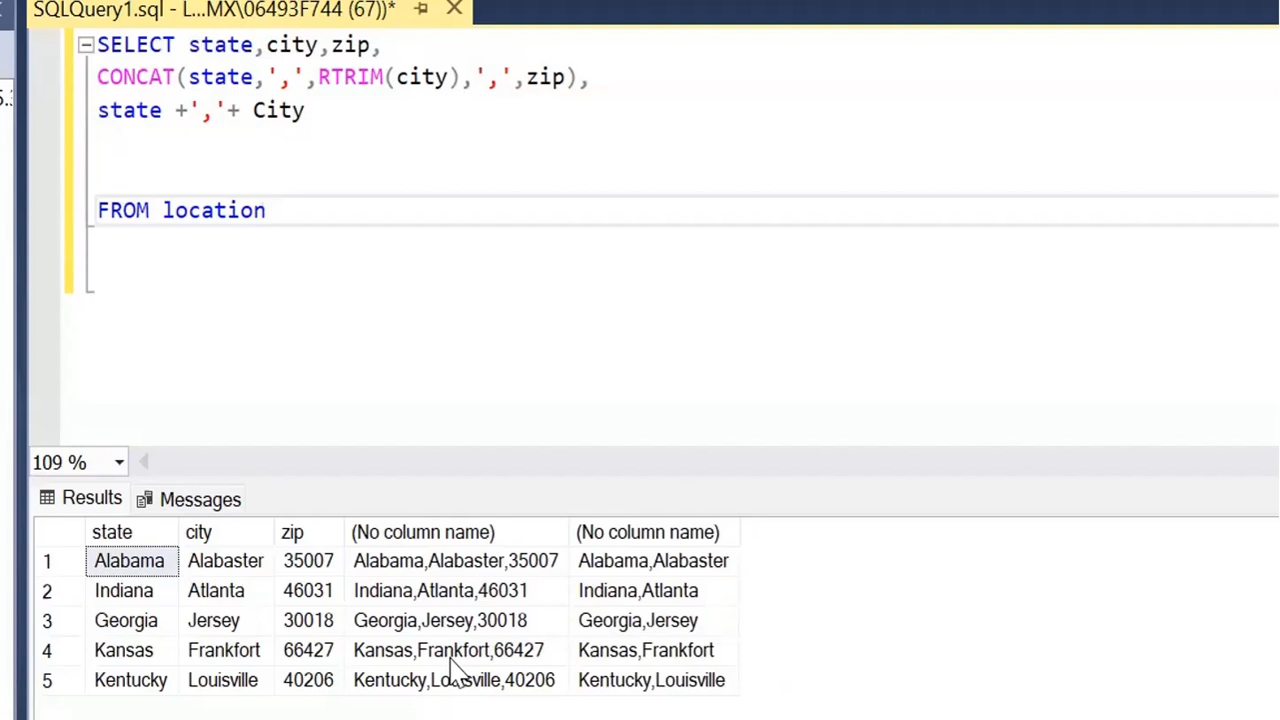 SQLQuery1.sql - L...MX\06493F744 (67))*
SELECT state,city,zip,
CONCAT(state,',',RTRIM(city),',',zip),
state +','+ City
FROM location
109 %
Results Messages
state city zip (No column name) (No column name)
1 Alabama Alabaster 35007 Alabama,Alabaster,35007 Alabama,Alabaster
2 Indiana Atlanta 46031 Indiana,Atlanta,46031 Indiana,Atlanta
3 Georgia Jersey 30018 Georgia,Jersey,30018 Georgia,Jersey
4 Kansas Frankfort 66427 Kansas,Frankfort,66427 Kansas,Frankfort
5 Kentucky Louisville 40206 Kentucky,Louisville,40206 Kentucky,Louisville